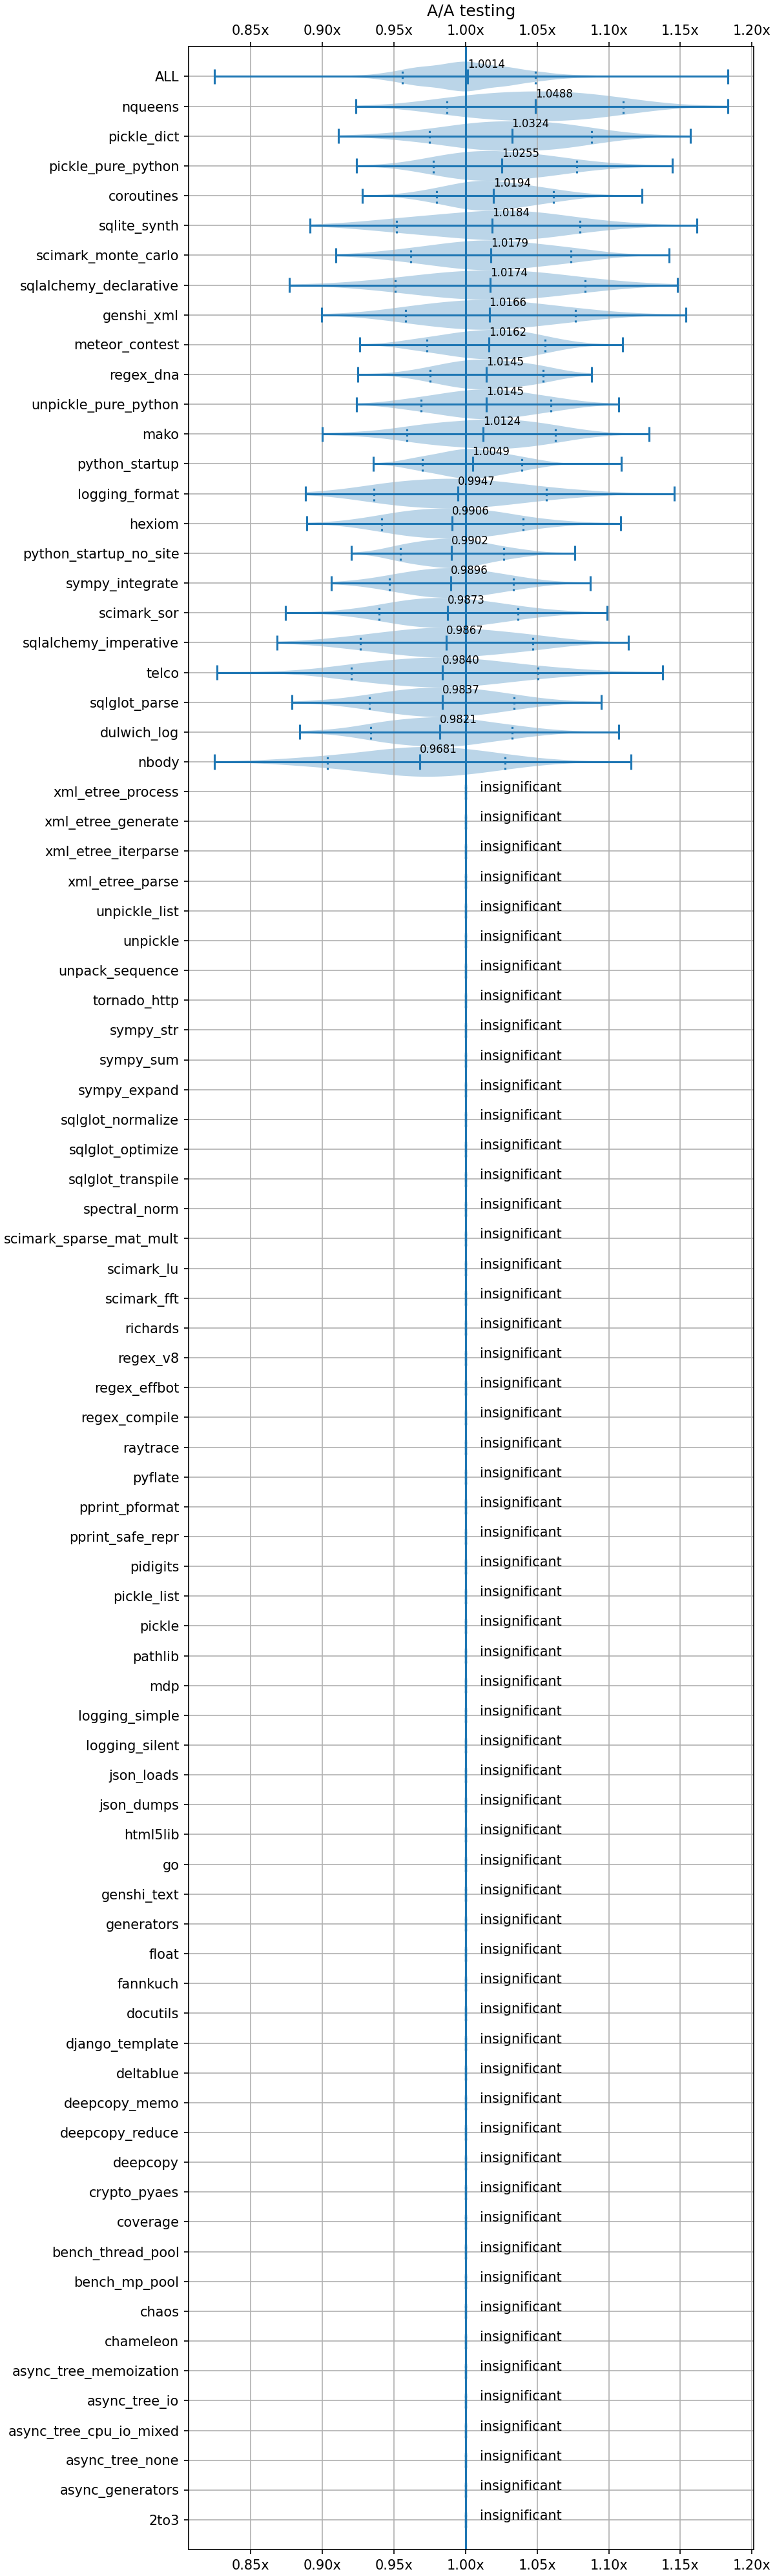 A/A testing
0.85x 0.90x 0.95x 1.00x 1.05x 1.10x 1.15x 1.20x
ALL 1.0014
nqueens 1.0488
pickle_dict 1.0324
pickle_pure_python 1.0255
coroutines 1.0194
sqlite_synth 1.0184
scimark_monte_carlo 1.0179
sqlalchemy_declarative 1.0174
genshi_xml 1.0166
meteor_contest 1.0162
regex_dna 1.0145
unpickle_pure_python 1.0145
mako 1.0124
python_startup 1.0049
logging_format 0.9947
hexiom 0.9906
python_startup_no_site 0.9902
sympy_integrate 0.9896
scimark_sor 0.9873
sqlalchemy_imperative 0.9867
telco 0.9840
sqlglot_parse 0.9837
dulwich_log 0.9821
nbody 0.9681
xml_etree_process insignificant
xml_etree_generate insignificant
xml_etree_iterparse insignificant
xml_etree_parse insignificant
unpickle_list insignificant
unpickle insignificant
unpack_sequence insignificant
tornado_http insignificant
sympy_str insignificant
sympy_sum insignificant
sympy_expand insignificant
sqlglot_normalize insignificant
sqlglot_optimize insignificant
sqlglot_transpile insignificant
spectral_norm insignificant
scimark_sparse_mat_mult insignificant
scimark_lu insignificant
scimark_fft insignificant
richards insignificant
regex_v8 insignificant
regex_effbot insignificant
regex_compile insignificant
raytrace insignificant
pyflate insignificant
pprint_pformat insignificant
pprint_safe_repr insignificant
pidigits insignificant
pickle_list insignificant
pickle insignificant
pathlib insignificant
mdp insignificant
logging_simple insignificant
logging_silent insignificant
json_loads insignificant
json_dumps insignificant
html5lib insignificant
go insignificant
genshi_text insignificant
generators insignificant
float insignificant
fannkuch insignificant
docutils insignificant
django_template insignificant
deltablue insignificant
deepcopy_memo insignificant
deepcopy_reduce insignificant
deepcopy insignificant
crypto_pyaes insignificant
coverage insignificant
bench_thread_pool insignificant
bench_mp_pool insignificant
chaos insignificant
chameleon insignificant
async_tree_memoization insignificant
async_tree_io insignificant
async_tree_cpu_io_mixed insignificant
async_tree_none insignificant
async_generators insignificant
2to3 insignificant
0.85x 0.90x 0.95x 1.00x 1.05x 1.10x 1.15x 1.20x